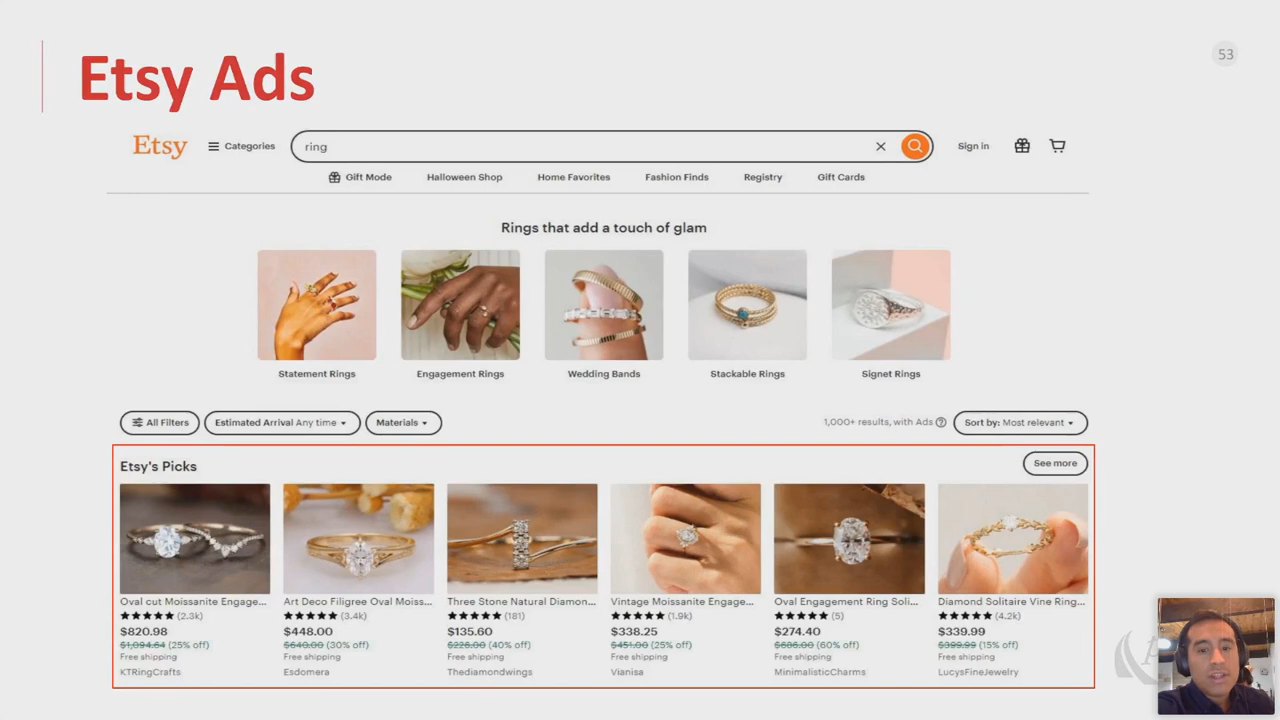 Etsy Ads
53
Etsy
Categories
ring
Sign in
Gift Mode
Halloween Shop
Home Favorites
Fashion Finds
Registry
Gift Cards
Rings that add a touch of glam
Statement Rings
Engagement Rings
Wedding Bands
Stackable Rings
Signet Rings
All Filters
Estimated Arrival Any time
Materials
1,000+ results, with Ads
Sort by: Most relevant
Etsy's Picks
See more
Oval cut Moissanite Engage...
(2.3k)
$820.98
$1,094.64 (25% off)
Free shipping
KTRingCrafts
Art Deco Filigree Oval Moiss...
(3.4k)
$448.00
$640.00 (30% off)
Free shipping
Esdomera
Three Stone Natural Diamon...
(181)
$135.60
$226.00 (40% off)
Free shipping
Thediamondwings
Vintage Moissanite Engage...
(1.9k)
$338.25
$451.00 (25% off)
Free shipping
Vianisa
Oval Engagement Ring Soli...
(5)
$274.40
$686.00 (60% off)
Free shipping
MinimalisticCharms
Diamond Solitaire Vine Ring...
(4.2k)
$339.99
$399.99 (15% off)
Free shipping
LucysFineJewelry